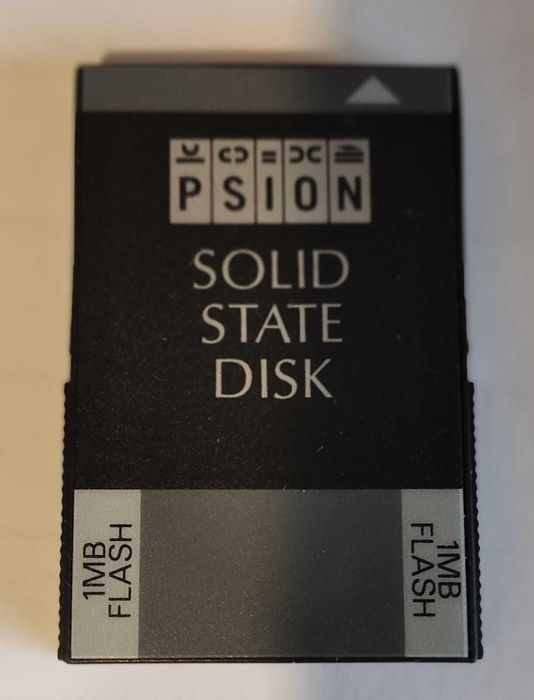 PSION
SOLID
STATE
DISK
1MB
FLASH
1MB
FLASH